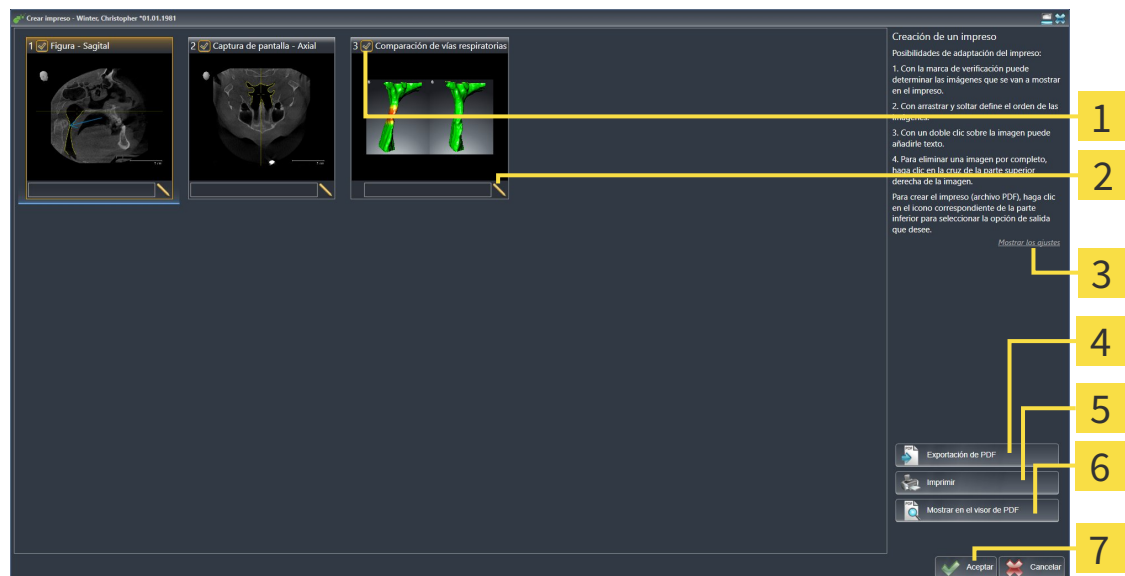 Crear impreso - Winter, Christopher *01.01.1981
1 Figura - Sagital
2 Captura de pantalla - Axial
3 Comparación de vías respiratorias
Creación de un impreso
Posibilidades de adaptación del impreso:
1. Con la marca de verificación puede
determinar las imágenes que se van a mostrar
en el impreso.
2. Con arrastrar y soltar define el orden de las
imágenes.
3. Con un doble clic sobre la imagen puede
añadirle texto.
4. Para eliminar una imagen por completo,
haga clic en la cruz de la parte superior
derecha de la imagen.
Para crear el impreso (archivo PDF), haga clic
en el icono correspondiente de la parte
inferior para seleccionar la opción de salida
que desee.
Mostrar los ajustes
Exportación de PDF
Imprimir
Mostrar en el visor de PDF
Aceptar
Cancelar
1
2
3
4
5
6
7